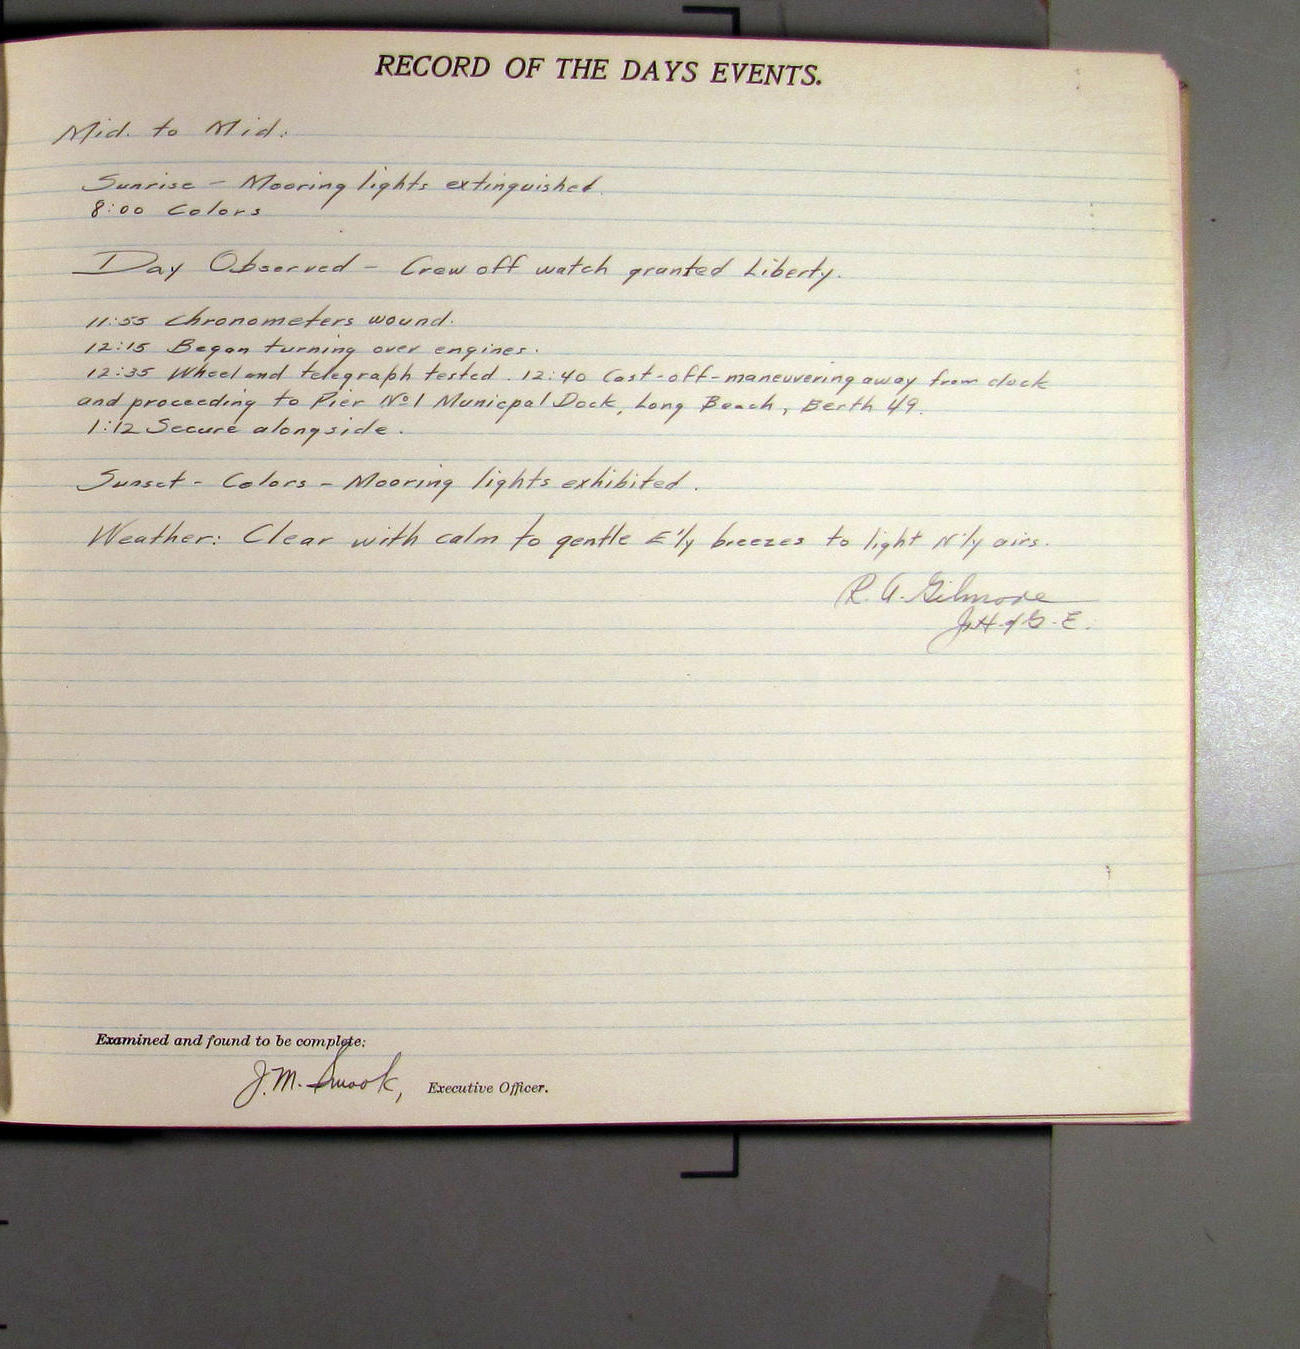 RECORD OF THE DAYS EVENTS.
Mid. to Mid:
Sunrise - Mooring lights extinguished.
8:00 Colors
Day Observed - Crew off watch granted Liberty.
11:55 Chronometers wound.
12:15 Began turning over engines.
12:35 Wheel and telegraph tested. 12:40 Cast-off-maneuvering away from dock
and proceeding to Pier No1 Municpal Dock, Long Beach, Berth 49.
1:12 Secure alongside.
Sunset - Colors - Mooring lights exhibited.
Weather: Clear with calm to gentle E'ly breezes to light N'ly airs.
R. A. Gilmore
Jr. H. & G. E.
Examined and found to be complete:
J. M. Smook, Executive Officer.